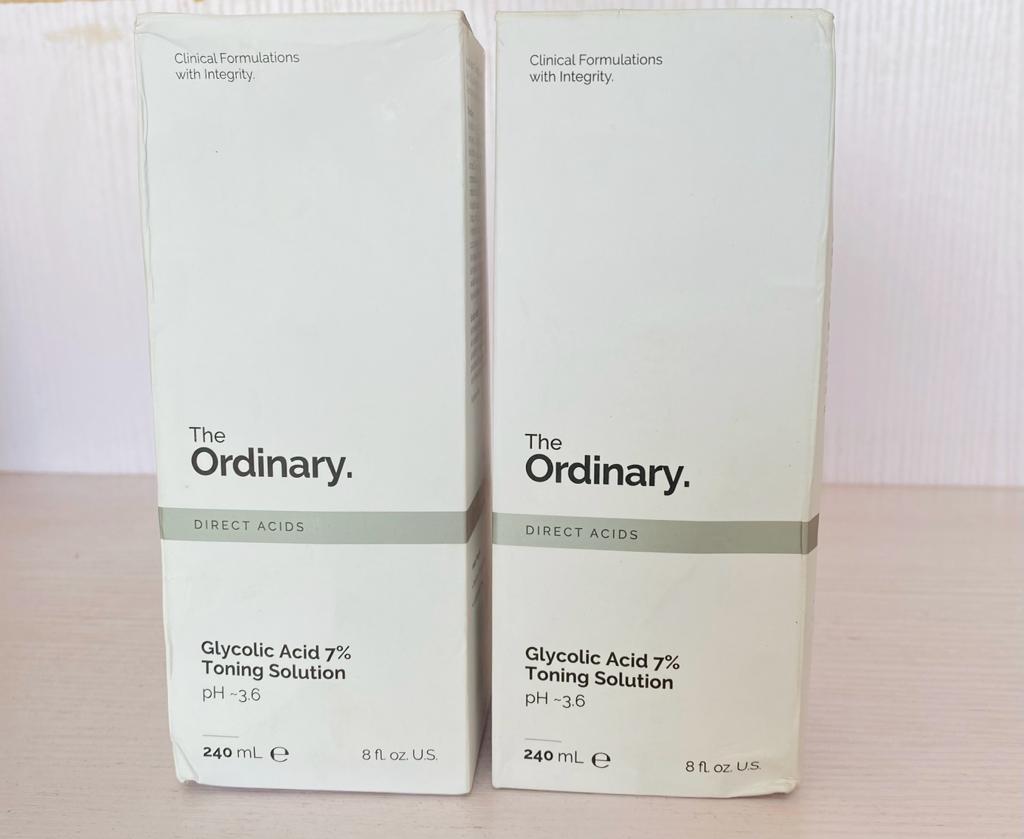 Clinical Formulations
with Integrity.
The
Ordinary.
DIRECT ACIDS
Glycolic Acid 7%
Toning Solution
pH ~3.6
240 mL ℮
8 fl. oz. U.S.
Clinical Formulations
with Integrity.
The
Ordinary.
DIRECT ACIDS
Glycolic Acid 7%
Toning Solution
pH ~3.6
240 mL ℮
8 fl. oz. U.S.